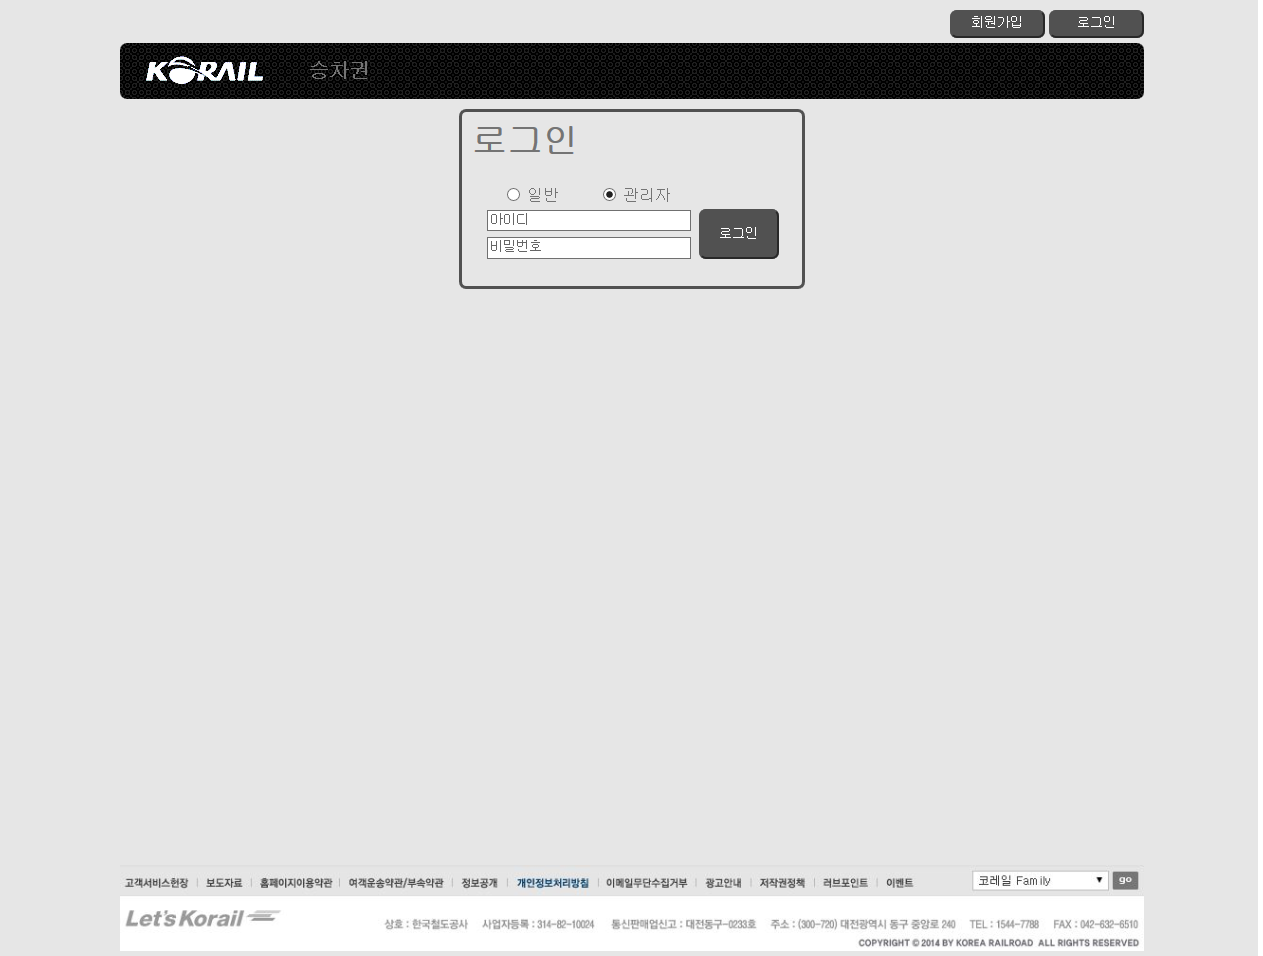 회원가입 로그인
KORAIL 승차권
로그인
일반 관리자
아이디
로그인
비밀번호
고객서비스헌장 | 보도자료 | 홈페이지이용약관 | 여객운송약관/부속약관 | 정보공개 | 개인정보처리방침 | 이메일무단수집거부 | 광고안내 | 저작권정책 | 러브포인트 | 이벤트 코레일 Family go
Let's Korail 상호 : 한국철도공사 사업자등록 : 314-82-10024 통신판매업신고 : 대전동구-0233호 주소 : (300-720) 대전광역시 동구 중앙로 240 TEL : 1544-7788 FAX : 042-632-6510
COPYRIGHT © 2014 BY KOREA RAILROAD ALL RIGHTS RESERVED